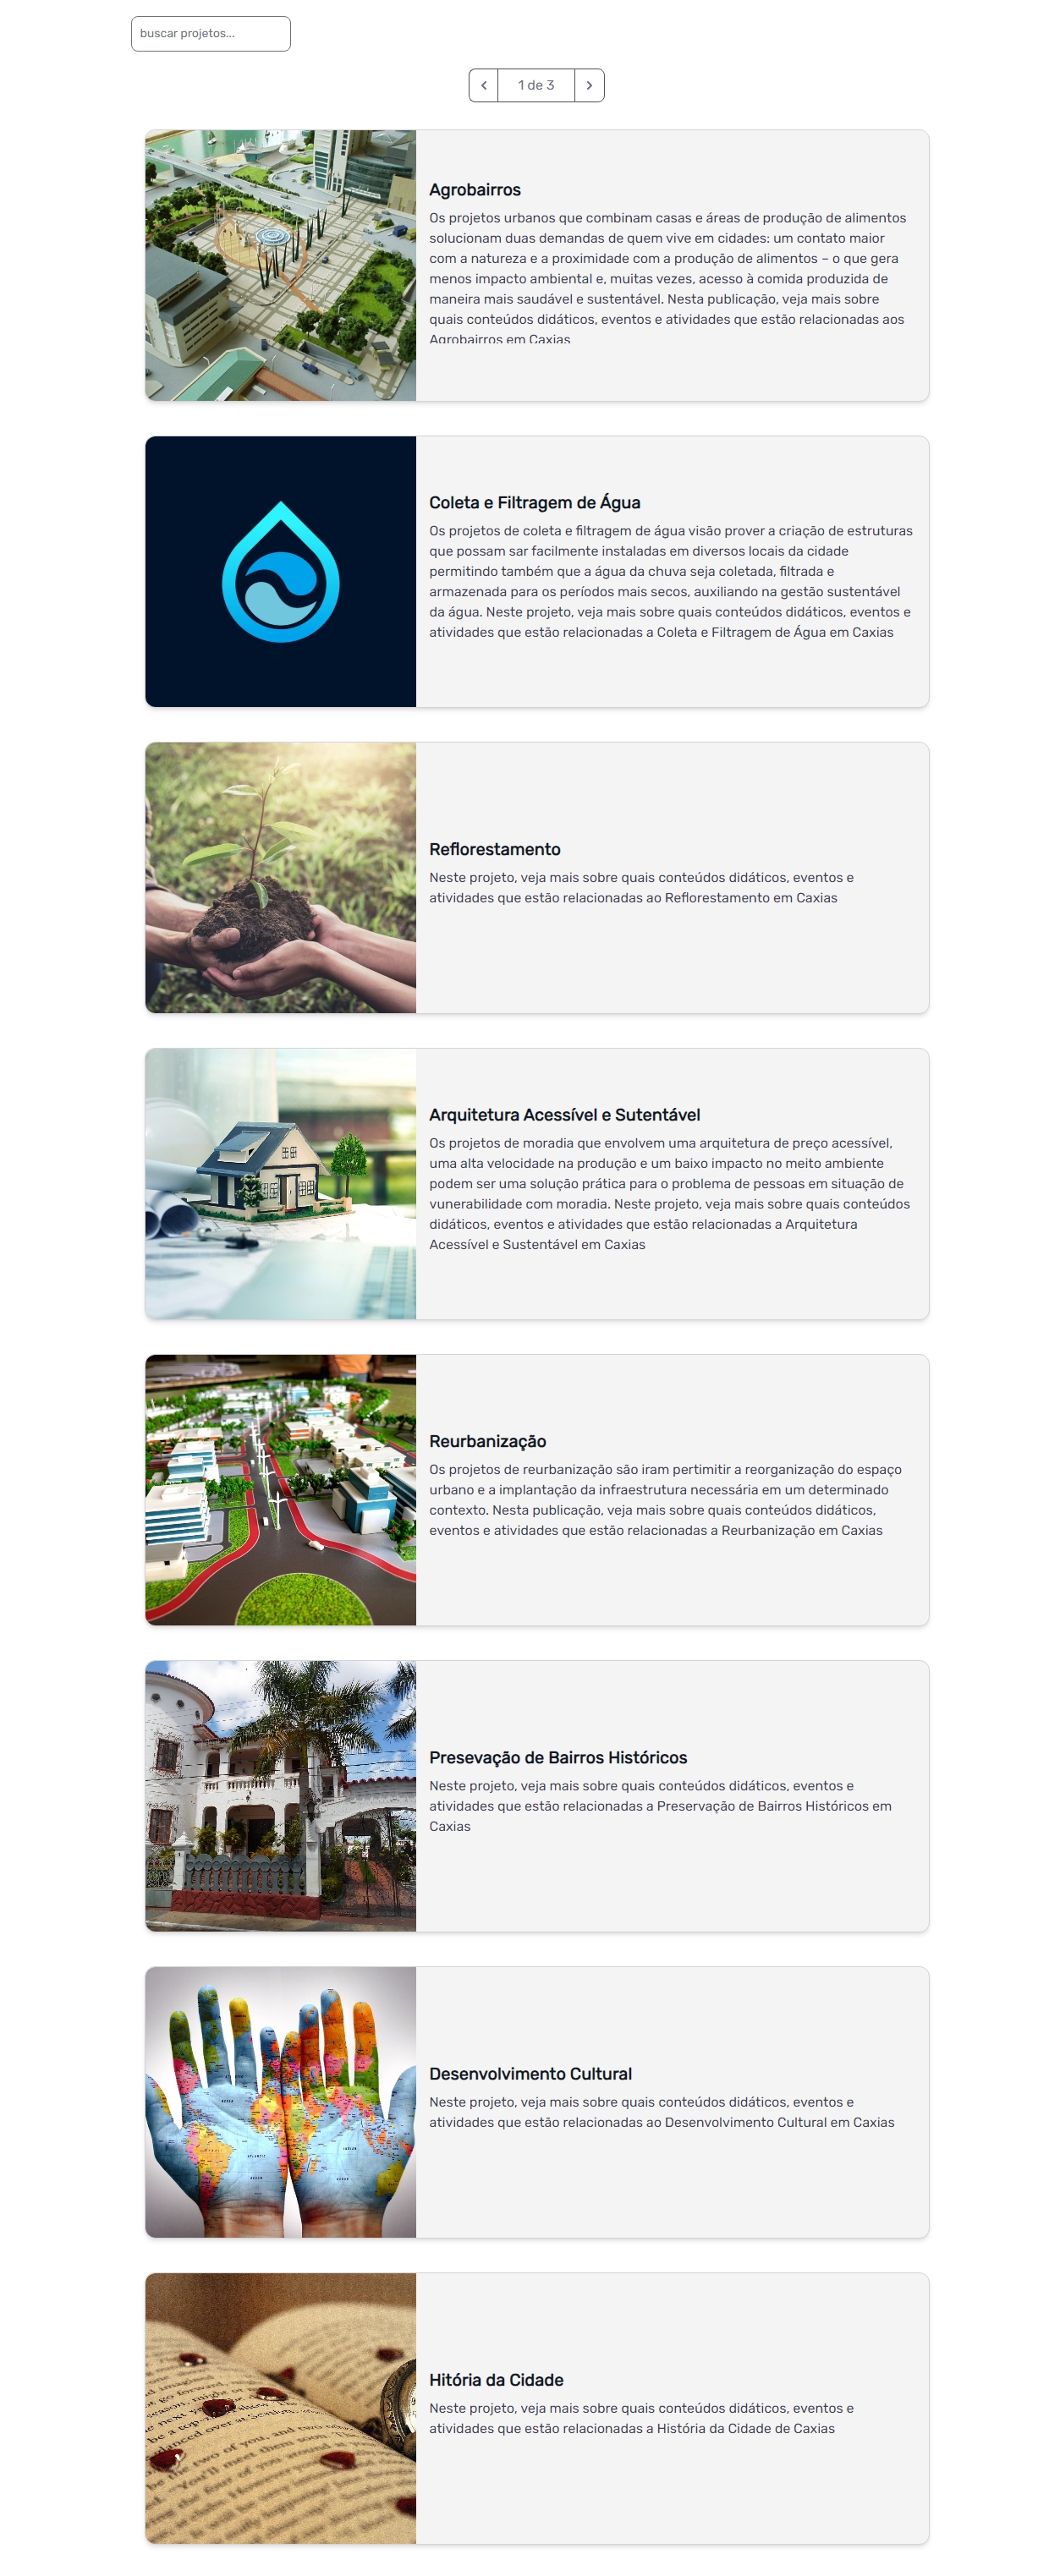 buscar projetos...
1 de 3
Agrobairros
Os projetos urbanos que combinam casas e áreas de produção de alimentos
solucionam duas demandas de quem vive em cidades: um contato maior
com a natureza e a proximidade com a produção de alimentos – o que gera
menos impacto ambiental e, muitas vezes, acesso à comida produzida de
maneira mais saudável e sustentável. Nesta publicação, veja mais sobre
quais conteúdos didáticos, eventos e atividades que estão relacionadas aos
Agrobairros em Caxias
Coleta e Filtragem de Água
Os projetos de coleta e filtragem de água visão prover a criação de estruturas
que possam sar facilmente instaladas em diversos locais da cidade
permitindo também que a água da chuva seja coletada, filtrada e
armazenada para os períodos mais secos, auxiliando na gestão sustentável
da água. Neste projeto, veja mais sobre quais conteúdos didáticos, eventos e
atividades que estão relacionadas a Coleta e Filtragem de Água em Caxias
Reflorestamento
Neste projeto, veja mais sobre quais conteúdos didáticos, eventos e
atividades que estão relacionadas ao Reflorestamento em Caxias
Arquitetura Acessível e Sutentável
Os projetos de moradia que envolvem uma arquitetura de preço acessível,
uma alta velocidade na produção e um baixo impacto no meito ambiente
podem ser uma solução prática para o problema de pessoas em situação de
vunerabilidade com moradia. Neste projeto, veja mais sobre quais conteúdos
didáticos, eventos e atividades que estão relacionadas a Arquitetura
Acessível e Sustentável em Caxias
Reurbanização
Os projetos de reurbanização são iram pertimitir a reorganização do espaço
urbano e a implantação da infraestrutura necessária em um determinado
contexto. Nesta publicação, veja mais sobre quais conteúdos didáticos,
eventos e atividades que estão relacionadas a Reurbanização em Caxias
Presevação de Bairros Históricos
Neste projeto, veja mais sobre quais conteúdos didáticos, eventos e
atividades que estão relacionadas a Preservação de Bairros Históricos em
Caxias
Desenvolvimento Cultural
Neste projeto, veja mais sobre quais conteúdos didáticos, eventos e
atividades que estão relacionadas ao Desenvolvimento Cultural em Caxias
Hitória da Cidade
Neste projeto, veja mais sobre quais conteúdos didáticos, eventos e
atividades que estão relacionadas a História da Cidade de Caxias